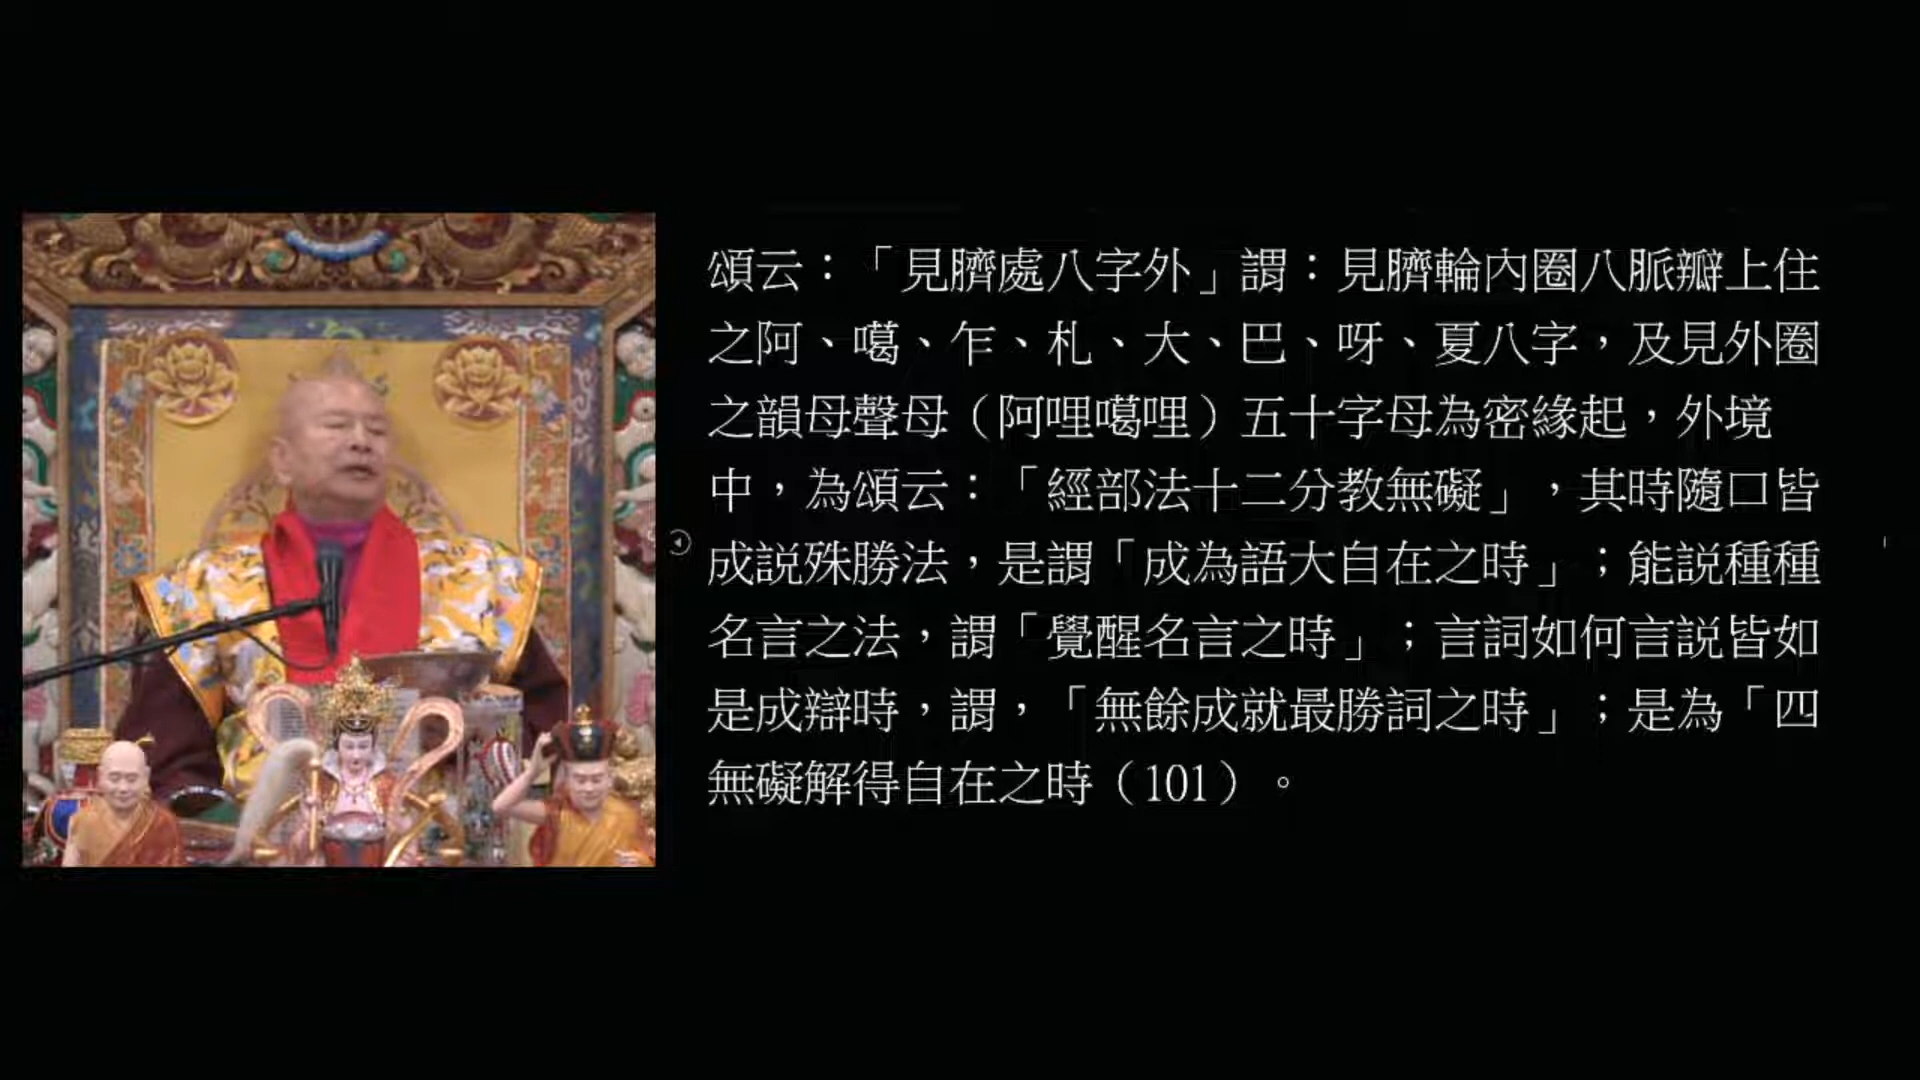 頌云：「見臍處八字外」謂：見臍輪內圈八脈瓣上住
之阿、噶、乍、札、大、巴、呀、夏八字，及見外圈
之韻母聲母（阿哩噶哩）五十字母為密緣起，外境
中，為頌云：「經部法十二分教無礙」，其時隨口皆
成説殊勝法，是謂「成為語大自在之時」；能説種種
名言之法，謂「覺醒名言之時」；言詞如何言説皆如
是成辯時，謂，「無餘成就最勝詞之時」；是為「四
無礙解得自在之時（101）。